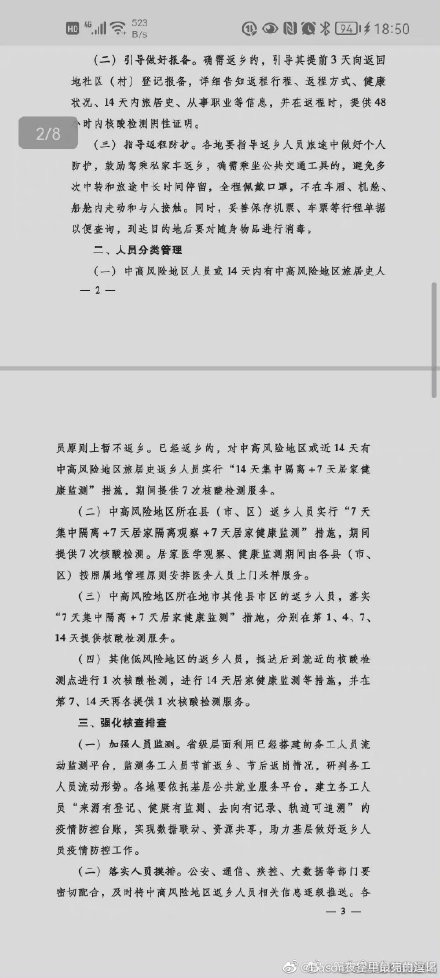 HD 4G 523 B/s 94 18:50
(二)引导做好报备。确需返乡的,引导其提前3天向返回
地社区(村)登记报备,详细告知返程行程、返程方式、健康
状况、14天内旅居史、从事职业等信息,并在返程时,提供48
小时内核酸检测阴性证明。
2/8
(三)指导返程防护。各地要指导返乡人员旅途中做好个人
防护,鼓励驾乘私家车返乡,确需乘坐公共交通工具的,避免多
次中转和旅途中长时间停留,全程佩戴口罩,不在车厢、机舱、
船舱内走动和与人接触。同时,妥善保存机票、车票等行程单据
以便查询,到达目的地后要对随身物品进行消毒。
二、人员分类管理
(一)中高风险地区人员或14天内有中高风险地区旅居史人
— 2 —
员原则上暂不返乡。已经返乡的,对中高风险地区或近14天有
中高风险地区旅居史返乡人员实行“14天集中隔离+7天居家健
康监测”措施,期间提供7次核酸检测服务。
(二)中高风险地区所在县(市、区)返乡人员实行“7天
集中隔离+7天居家隔离观察+7天居家健康监测”措施,期间
提供7次核酸检测。居家医学观察、健康监测期间由各县(市、
区)按照属地管理原则安排医务人员上门采样服务。
(三)中高风险地区所在地市其他县市区的返乡人员,落实
“7天集中隔离+7天居家健康监测”措施,分别在第1、4、7、
14天提供核酸检测服务。
(四)其他低风险地区的返乡人员,抵达后到就近的核酸检
测点进行1次核酸检测,进行14天居家健康监测等措施,并在
第7、14天再各提供1次核酸检测服务。
三、强化核查排查
(一)加强人员监测。省级层面利用已经搭建的务工人员流
动监测平台,监测务工人员节前返乡、节后返岗情况,研判务工
人员流动形势。各地要依托基层公共就业服务平台,建立务工人
员“来源有登记、健康有监测、去向有记录、轨迹可追溯”的
疫情防控台账,实现数据联动、资源共享,助力基层做好返乡人
员疫情防控工作。
(二)落实人员摸排。公安、通信、疾控、大数据等部门要
密切配合,及时将中高风险地区返乡人员相关信息逐级推送。各
— 3 —